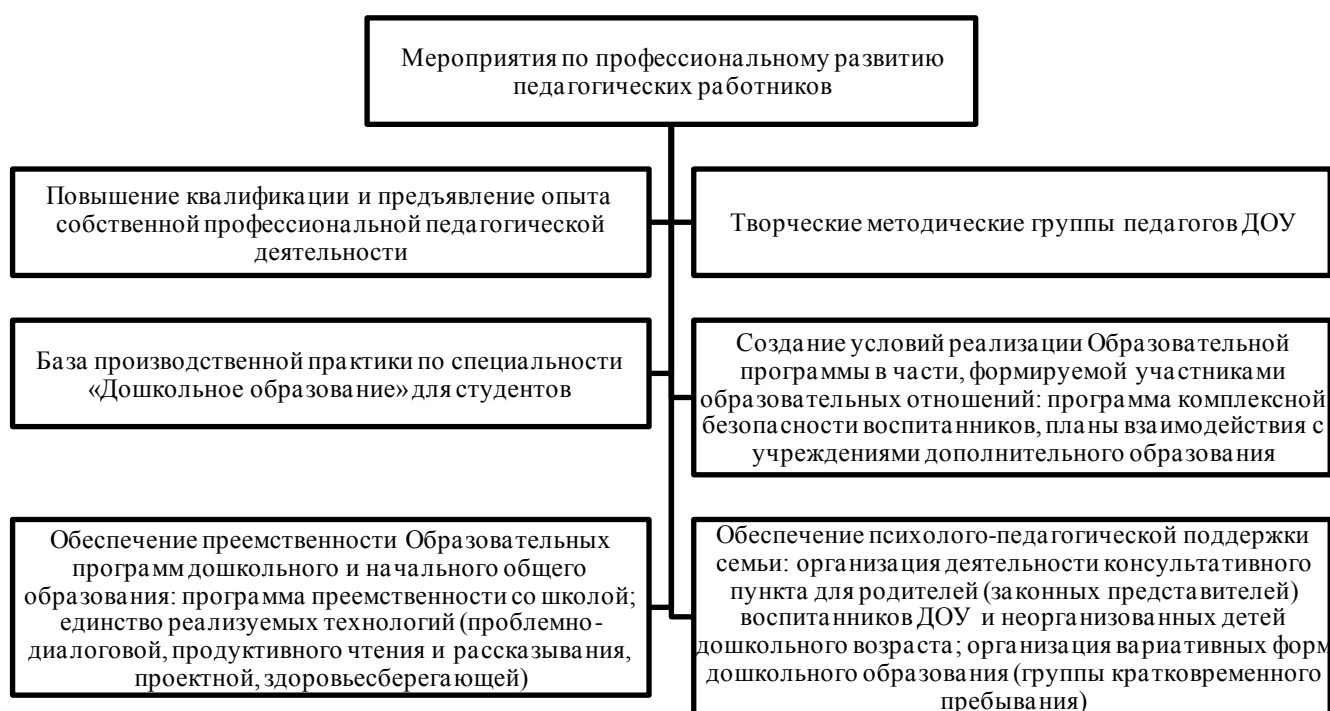 Мероприятия по профессиональному развитию
педагогических работников
Повышение квалификации и предъявление опыта
собственной профессиональной педагогической
деятельности
Творческие методические группы педагогов ДОУ
База производственной практики по специальности
«Дошкольное образование» для студентов
Создание условий реализации Образовательной
программы в части, формируемой участниками
образовательных отношений: программа комплексной
безопасности воспитанников, планы взаимодействия с
учреждениями дополнительного образования
Обеспечение преемственности Образовательных
программ дошкольного и начального общего
образования: программа преемственности со школой;
единство реализуемых технологий (проблемно-
диалоговой, продуктивного чтения и рассказывания,
проектной, здоровьесберегающей)
Обеспечение психолого-педагогической поддержки
семьи: организация деятельности консультативного
пункта для родителей (законных представителей)
воспитанников ДОУ и неорганизованных детей
дошкольного возраста; организация вариативных форм
дошкольного образования (группы кратковременного
пребывания)